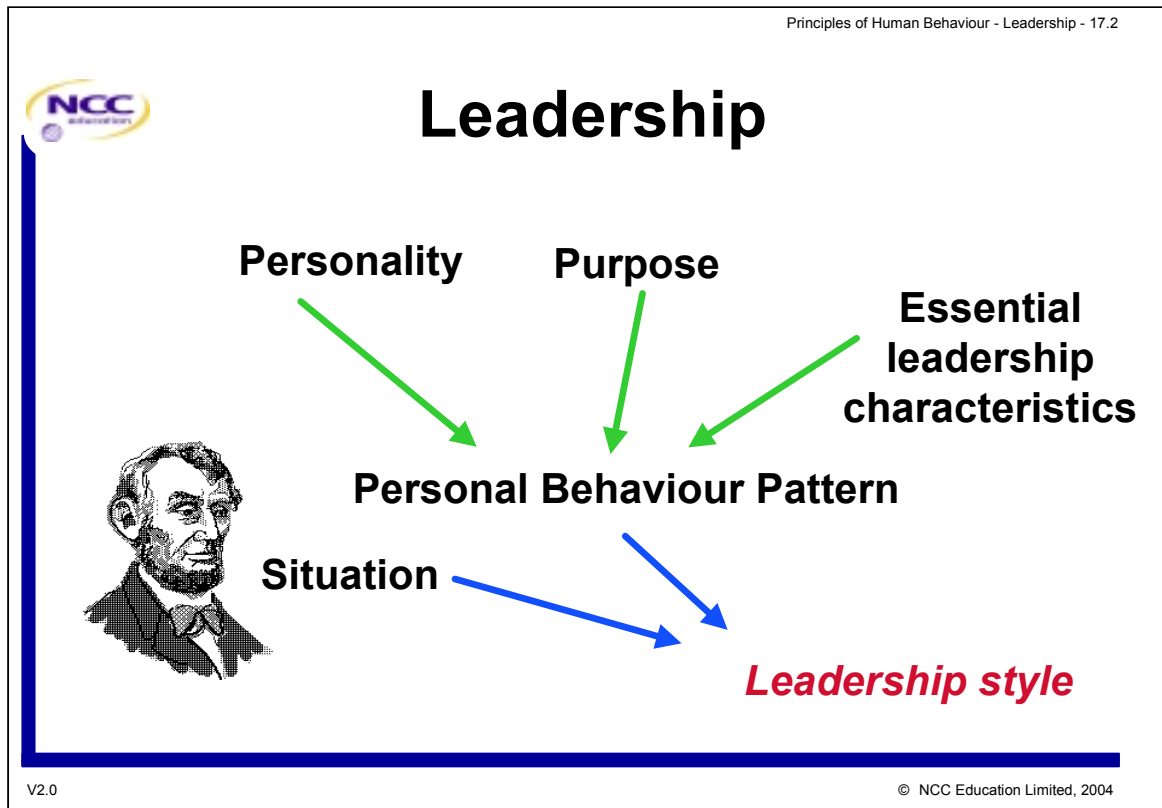 Principles of Human Behaviour - Leadership - 17.2
NCC
education
Leadership
Personality
Purpose
Essential
leadership
characteristics
Personal Behaviour Pattern
Situation
Leadership style
V2.0
© NCC Education Limited, 2004